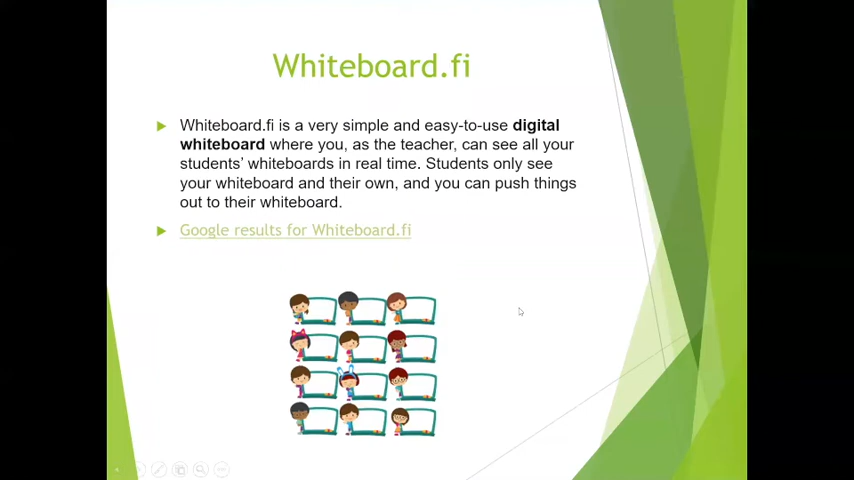 Whiteboard.fi
Whiteboard.fi is a very simple and easy-to-use digital
whiteboard where you, as the teacher, can see all your
students’ whiteboards in real time. Students only see
your whiteboard and their own, and you can push things
out to their whiteboard.
Google results for Whiteboard.fi